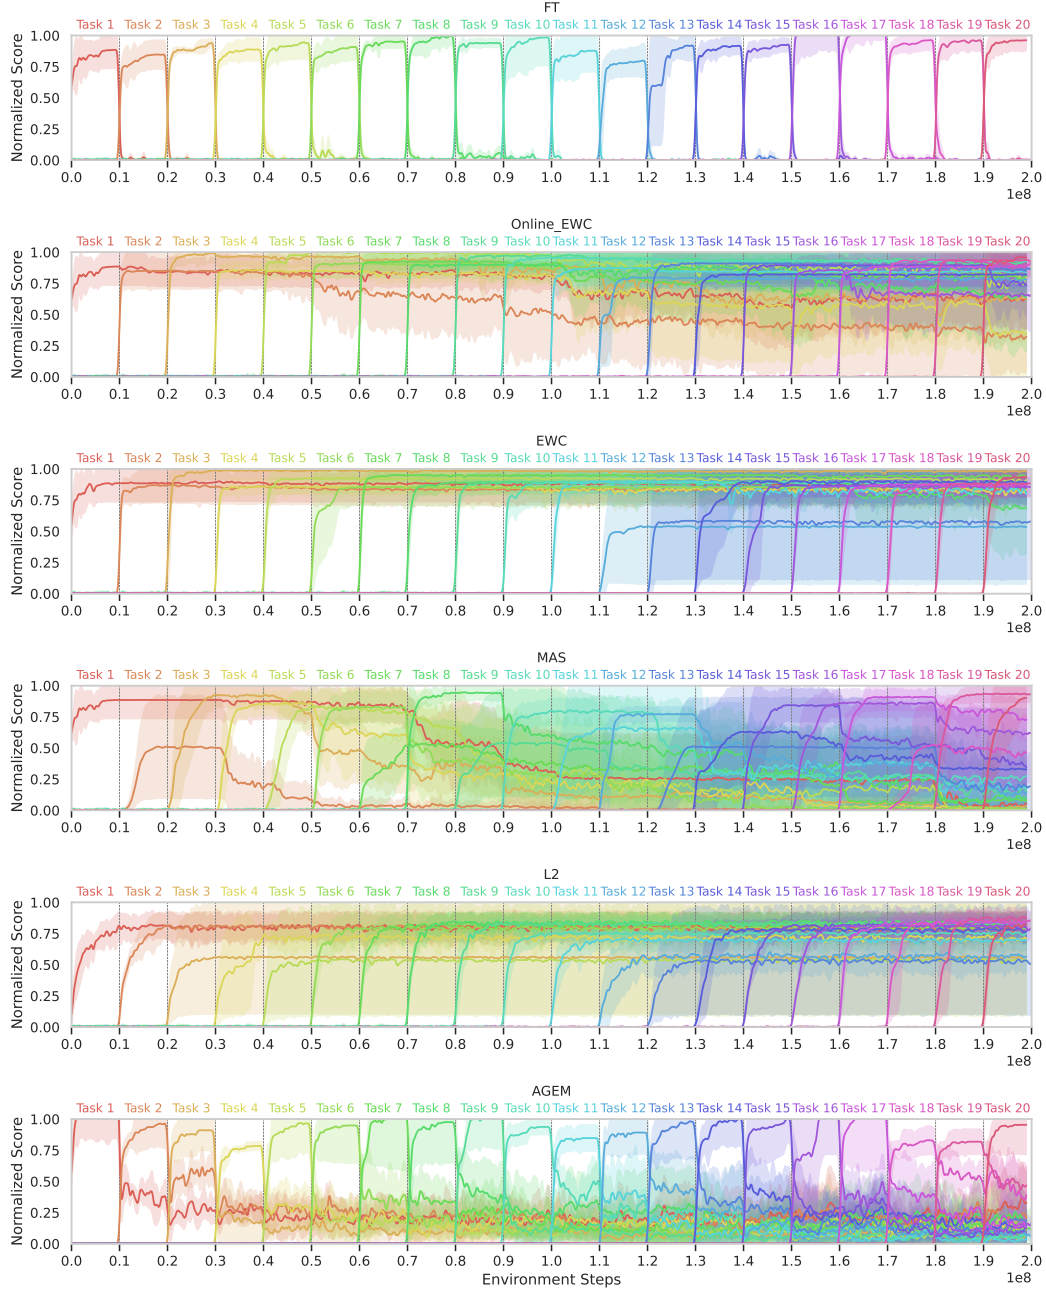 FT
Task 1 Task 2 Task 3 Task 4 Task 5 Task 6 Task 7 Task 8 Task 9 Task 10 Task 11 Task 12 Task 13 Task 14 Task 15 Task 16 Task 17 Task 18 Task 19 Task 20
Normalized Score
1.00
0.75
0.50
0.25
0.00
0.0 0.1 0.2 0.3 0.4 0.5 0.6 0.7 0.8 0.9 1.0 1.1 1.2 1.3 1.4 1.5 1.6 1.7 1.8 1.9 2.0
1e8
Online_EWC
Task 1 Task 2 Task 3 Task 4 Task 5 Task 6 Task 7 Task 8 Task 9 Task 10 Task 11 Task 12 Task 13 Task 14 Task 15 Task 16 Task 17 Task 18 Task 19 Task 20
Normalized Score
1.00
0.75
0.50
0.25
0.00
0.0 0.1 0.2 0.3 0.4 0.5 0.6 0.7 0.8 0.9 1.0 1.1 1.2 1.3 1.4 1.5 1.6 1.7 1.8 1.9 2.0
1e8
EWC
Task 1 Task 2 Task 3 Task 4 Task 5 Task 6 Task 7 Task 8 Task 9 Task 10 Task 11 Task 12 Task 13 Task 14 Task 15 Task 16 Task 17 Task 18 Task 19 Task 20
Normalized Score
1.00
0.75
0.50
0.25
0.00
0.0 0.1 0.2 0.3 0.4 0.5 0.6 0.7 0.8 0.9 1.0 1.1 1.2 1.3 1.4 1.5 1.6 1.7 1.8 1.9 2.0
1e8
MAS
Task 1 Task 2 Task 3 Task 4 Task 5 Task 6 Task 7 Task 8 Task 9 Task 10 Task 11 Task 12 Task 13 Task 14 Task 15 Task 16 Task 17 Task 18 Task 19 Task 20
Normalized Score
1.00
0.75
0.50
0.25
0.00
0.0 0.1 0.2 0.3 0.4 0.5 0.6 0.7 0.8 0.9 1.0 1.1 1.2 1.3 1.4 1.5 1.6 1.7 1.8 1.9 2.0
1e8
L2
Task 1 Task 2 Task 3 Task 4 Task 5 Task 6 Task 7 Task 8 Task 9 Task 10 Task 11 Task 12 Task 13 Task 14 Task 15 Task 16 Task 17 Task 18 Task 19 Task 20
Normalized Score
1.00
0.75
0.50
0.25
0.00
0.0 0.1 0.2 0.3 0.4 0.5 0.6 0.7 0.8 0.9 1.0 1.1 1.2 1.3 1.4 1.5 1.6 1.7 1.8 1.9 2.0
1e8
AGEM
Task 1 Task 2 Task 3 Task 4 Task 5 Task 6 Task 7 Task 8 Task 9 Task 10 Task 11 Task 12 Task 13 Task 14 Task 15 Task 16 Task 17 Task 18 Task 19 Task 20
Normalized Score
1.00
0.75
0.50
0.25
0.00
0.0 0.1 0.2 0.3 0.4 0.5 0.6 0.7 0.8 0.9 1.0 1.1 1.2 1.3 1.4 1.5 1.6 1.7 1.8 1.9 2.0
Environment Steps
1e8